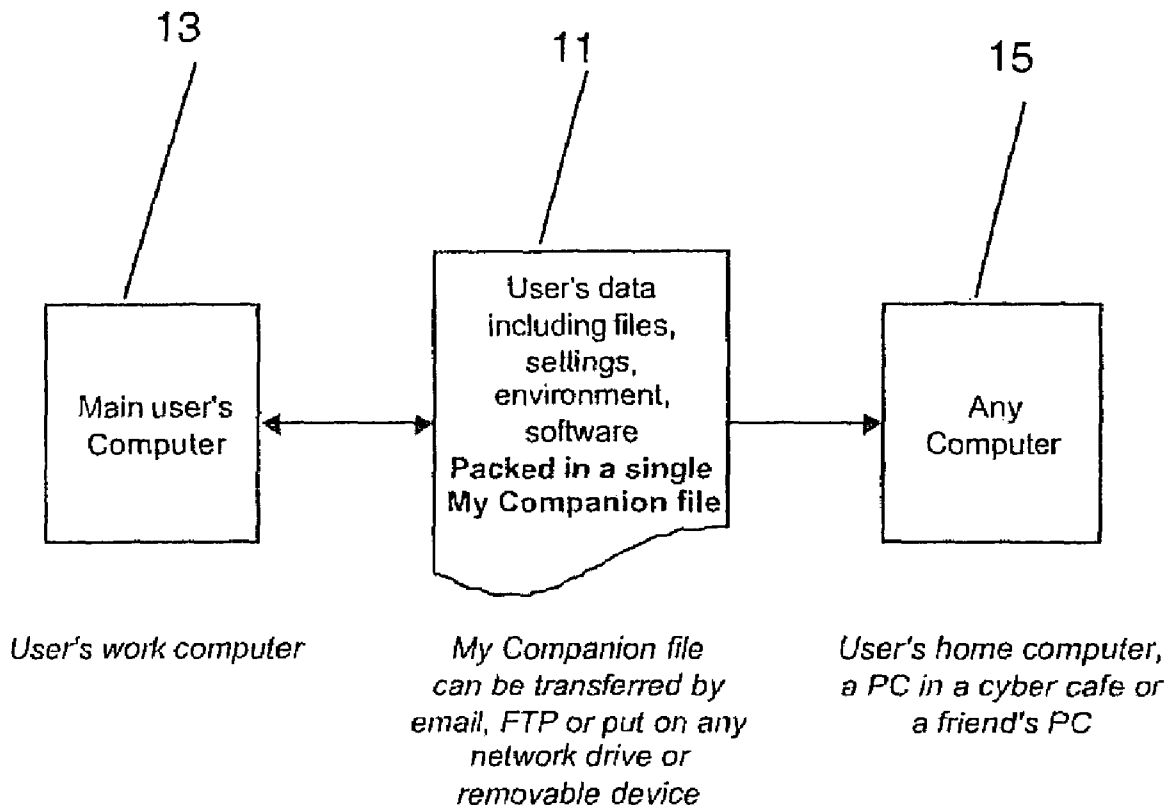 13
11
15
User's data
including files,
settings,
environment,
software
Packed in a single
My Companion file
Main user's
Computer
Any
Computer
User's work computer
My Companion file
can be transferred by
email, FTP or put on any
network drive or
removable device
User's home computer,
a PC in a cyber cafe or
a friend's PC